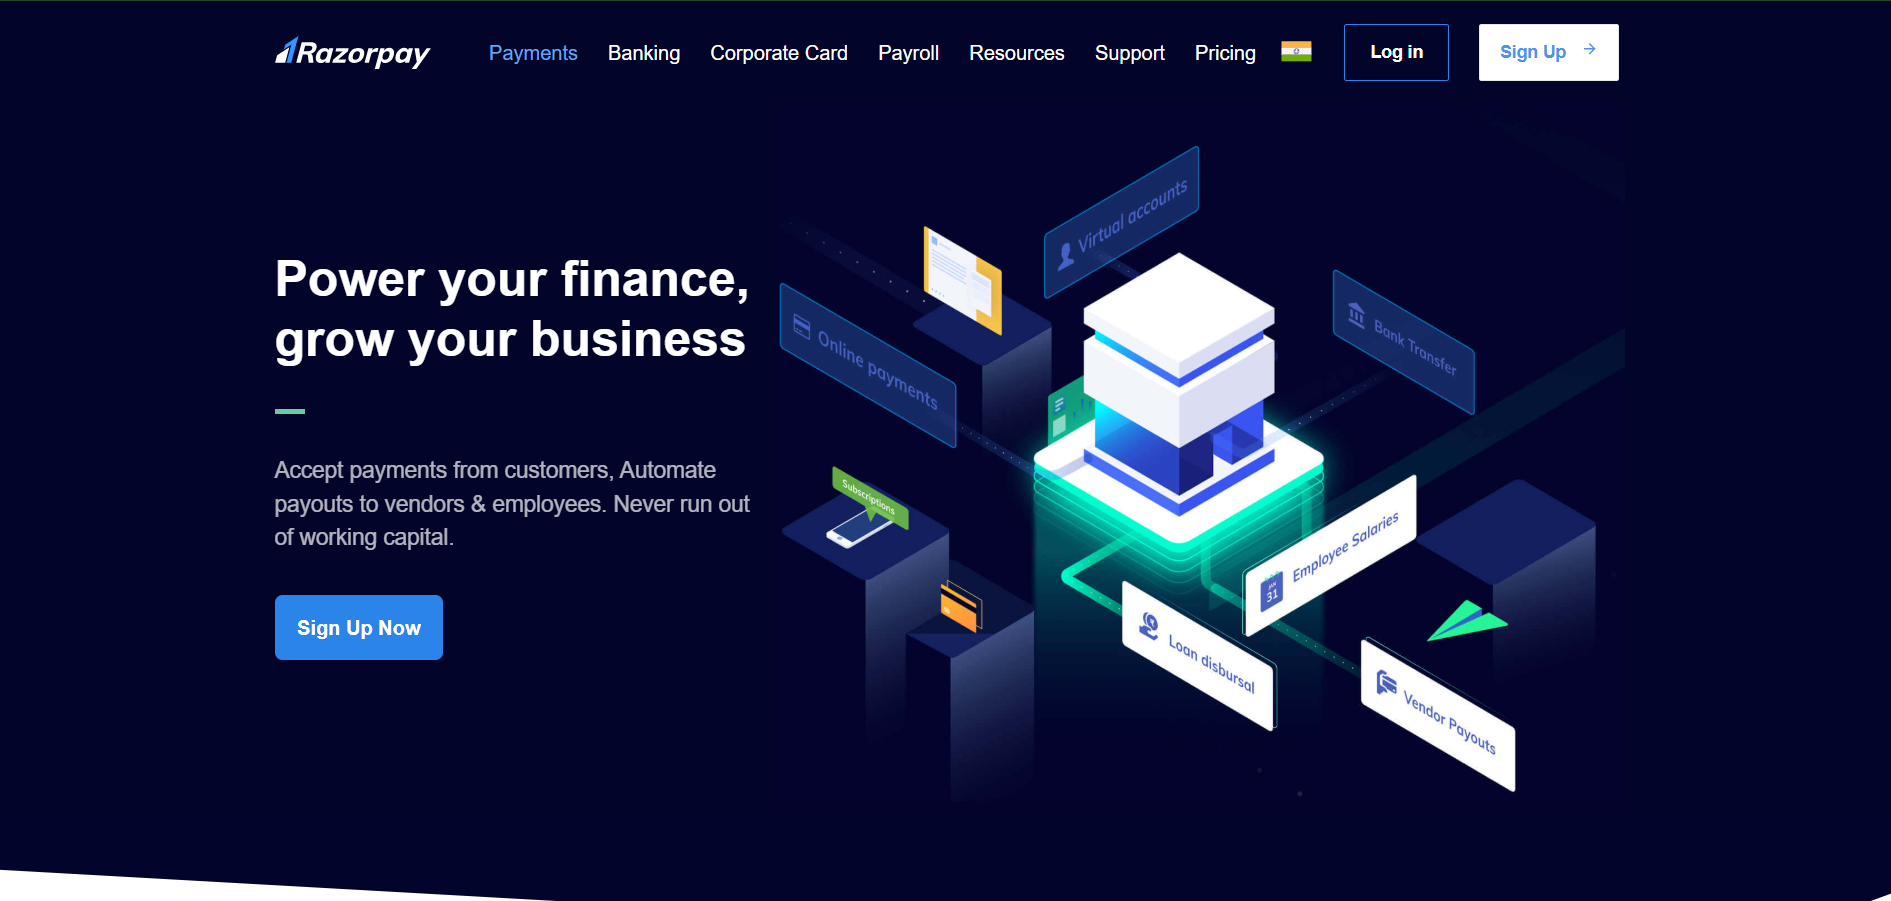 Razorpay
Payments
Banking
Corporate Card
Payroll
Resources
Support
Pricing
Log in
Sign Up
Power your finance,
grow your business
Accept payments from customers, Automate
payouts to vendors & employees. Never run out
of working capital.
Sign Up Now
Virtual accounts
Online payments
Bank Transfer
Subscriptions
Employee Salaries
JAN
31
Loan disbursal
Vendor Payouts